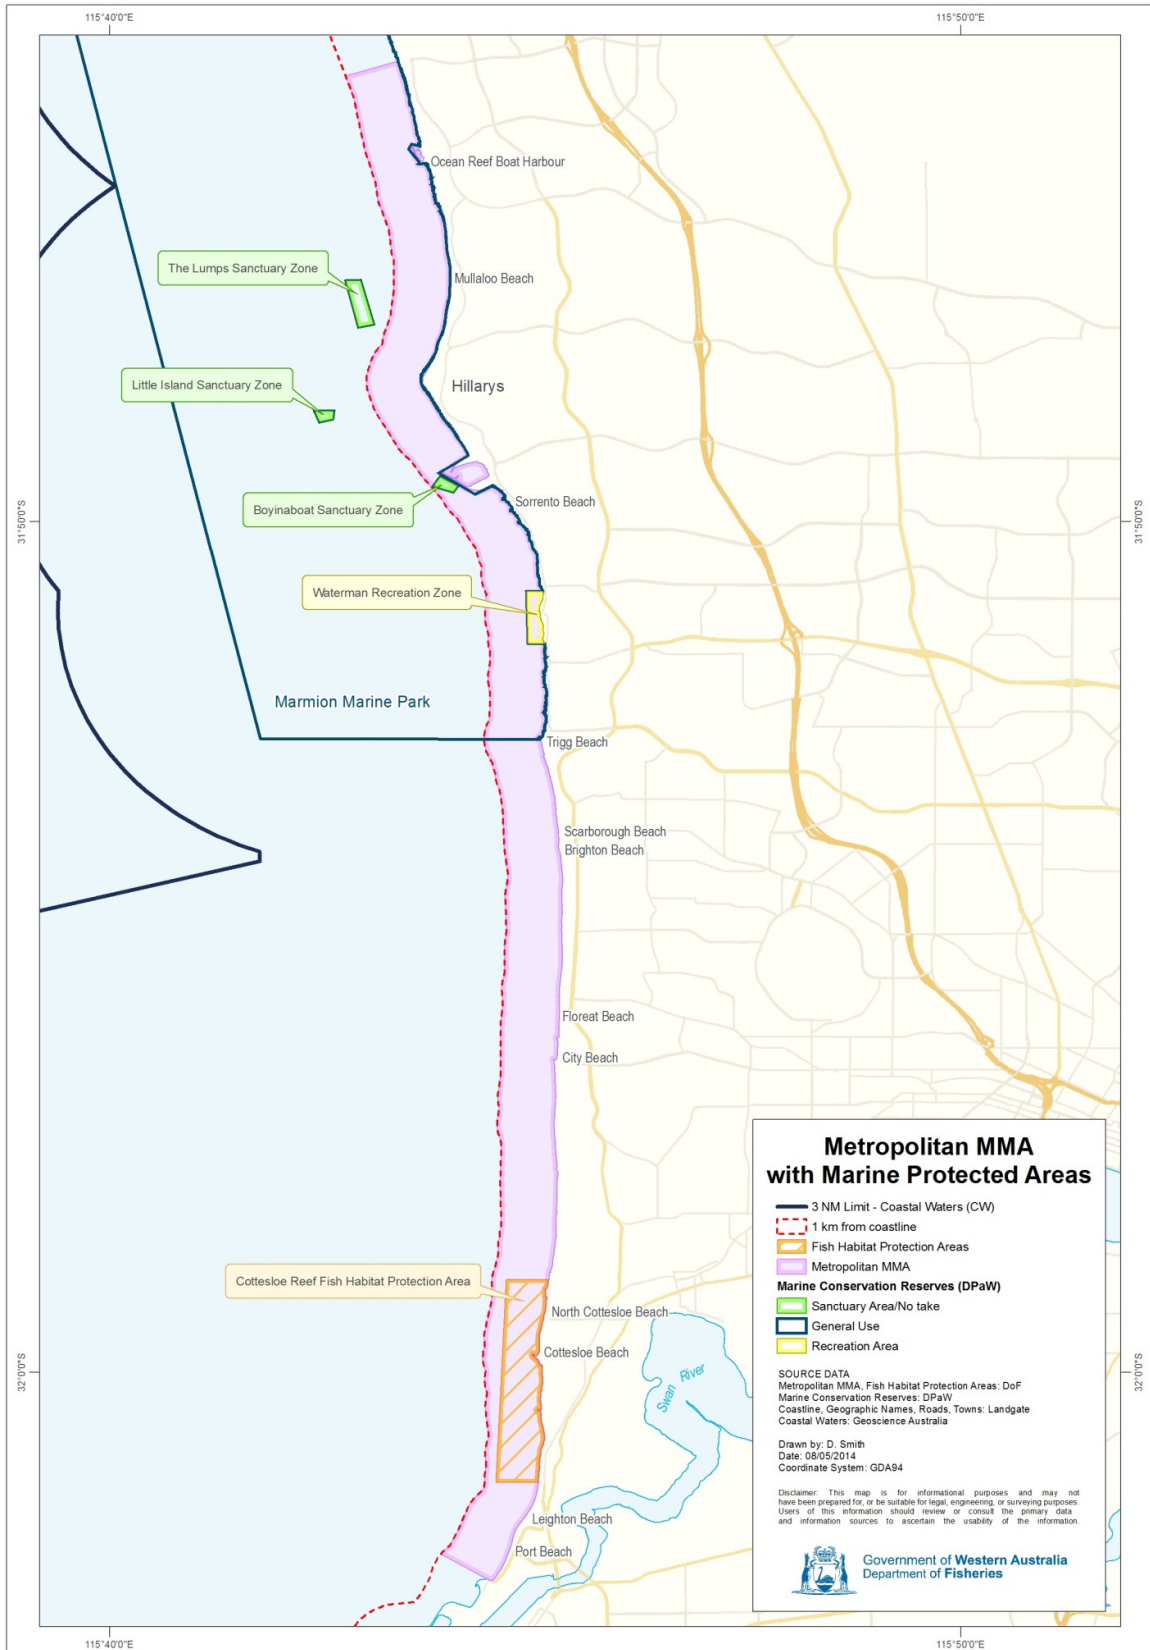 115°40'0"E
115°50'0"E
Ocean Reef Boat Harbour
The Lumps Sanctuary Zone
Mullaloo Beach
Little Island Sanctuary Zone
Hillarys
Boyinaboat Sanctuary Zone
Sorrento Beach
31°50'0"S
31°50'0"S
Waterman Recreation Zone
Marmion Marine Park
Trigg Beach
Scarborough Beach
Brighton Beach
Floreat Beach
City Beach
Cottesloe Reef Fish Habitat Protection Area
North Cottesloe Beach
Cottesloe Beach
Swan River
32°0'0"S
32°0'0"S
Leighton Beach
Port Beach
Metropolitan MMA
with Marine Protected Areas
3 NM Limit - Coastal Waters (CW)
1 km from coastline
Fish Habitat Protection Areas
Metropolitan MMA
Marine Conservation Reserves (DPaW)
Sanctuary Area/No take
General Use
Recreation Area
SOURCE DATA
Metropolitan MMA, Fish Habitat Protection Areas: DoF
Marine Conservation Reserves: DPaW
Coastline, Geographic Names, Roads, Towns: Landgate
Coastal Waters: Geoscience Australia
Drawn by: D. Smith
Date: 08/05/2014
Coordinate System: GDA94
Disclaimer: This map is for informational purposes and may not
have been prepared for, or be suitable for legal, engineering, or surveying purposes.
Users of this information should review or consult the primary data
and information sources to ascertain the usability of the information.
Government of Western Australia
Department of Fisheries
115°40'0"E
115°50'0"E